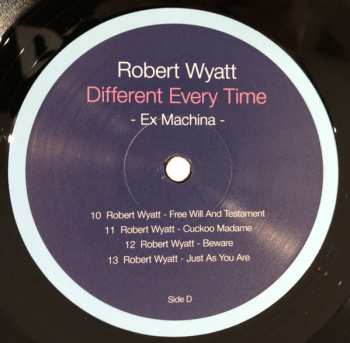 Robert Wyatt
Different Every Time
- Ex Machina -
10 Robert Wyatt - Free Will And Testament
11 Robert Wyatt - Cuckoo Madame
12 Robert Wyatt - Beware
13 Robert Wyatt - Just As You Are
Side D